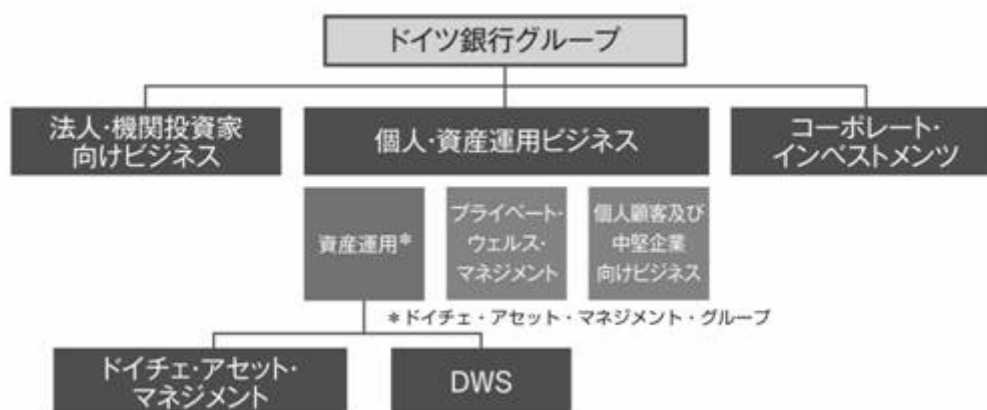 ドイツ銀行グループ
法人・機関投資家
向けビジネス
個人・資産運用ビジネス
コーポレート・
インベストメンツ
資産運用*
プライベート・
ウェルス・
マネジメント
個人顧客及び
中堅企業
向けビジネス
*ドイチェ・アセット・マネジメント・グループ
ドイチェ・アセット・
マネジメント
DWS